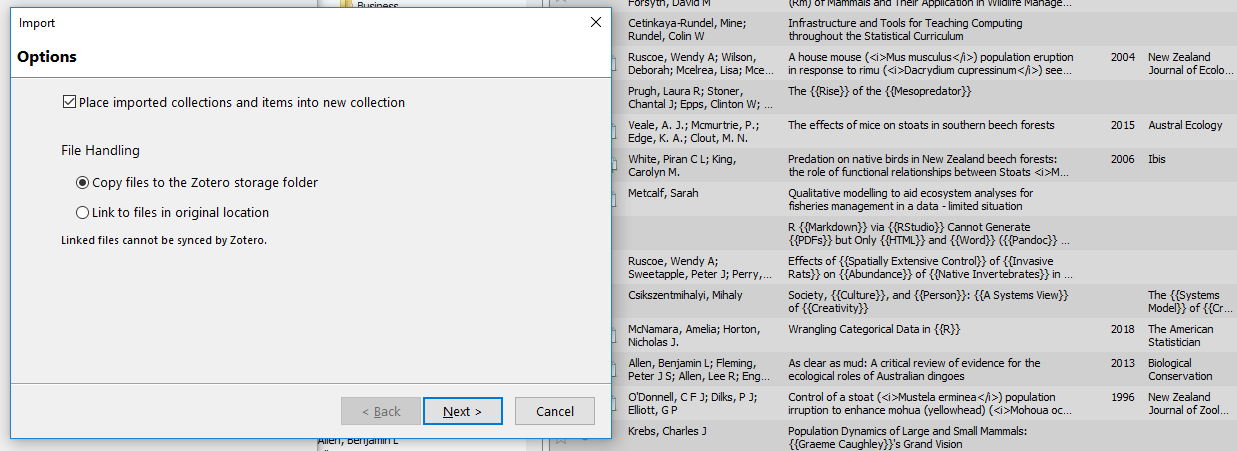 Business
Import
Options
Place imported collections and items into new collection
File Handling
Copy files to the Zotero storage folder
Link to files in original location
Linked files cannot be synced by Zotero.
< Back
Next >
Cancel
Allen, Benjamin L
Forsyth, David M
(Rm) of Mammals and Their Application in Wildlife Manage...
Cetinkaya-Rundel, Mine;
Rundel, Colin W
Infrastructure and Tools for Teaching Computing
throughout the Statistical Curriculum
Ruscoe, Wendy A; Wilson,
Deborah; Mcelrea, Lisa; Mce...
A house mouse (<i>Mus musculus</i>) population eruption
in response to rimu (<i>Dacrydium cupressinum</i>) see...
2004
New Zealand
Journal of Ecolo...
Prugh, Laura R; Stoner,
Chantal J; Epps, Clinton W; ...
The {{Rise}} of the {{Mesopredator}}
Veale, A. J.; Mcmurtrie, P.;
Edge, K. A.; Clout, M. N.
The effects of mice on stoats in southern beech forests
2015
Austral Ecology
White, Piran C L; King,
Carolyn M.
Predation on native birds in New Zealand beech forests:
the role of functional relationships between Stoats <i>M...
2006
Ibis
Metcalf, Sarah
Qualitative modelling to aid ecosystem analyses for
fisheries management in a data - limited situation
R {{Markdown}} via {{RStudio}} Cannot Generate
{{PDFs}} but Only {{HTML}} and {{Word}} ({{Pandoc}} ...
Ruscoe, Wendy A;
Sweetapple, Peter J; Perry,...
Effects of {{Spatially Extensive Control}} of {{Invasive
Rats}} on {{Abundance}} of {{Native Invertebrates}} in ...
Csikszentmihalyi, Mihaly
Society, {{Culture}}, and {{Person}}: {{A Systems View}}
of {{Creativity}}
The {{Systems
Model}} of {{Cr...
McNamara, Amelia; Horton,
Nicholas J.
Wrangling Categorical Data in {{R}}
2018
The American
Statistician
Allen, Benjamin L; Fleming,
Peter J S; Allen, Lee R; Eng...
As clear as mud: A critical review of evidence for the
ecological roles of Australian dingoes
2013
Biological
Conservation
O'Donnell, C F J; Dilks, P J;
Elliott, G P
Control of a stoat (<i>Mustela erminea</i>) population
irruption to enhance mohua (yellowhead) (<i>Mohoua oc...
1996
New Zealand
Journal of Zool...
Krebs, Charles J
Population Dynamics of Large and Small Mammals:
{{Graeme Caughley}}'s Grand Vision